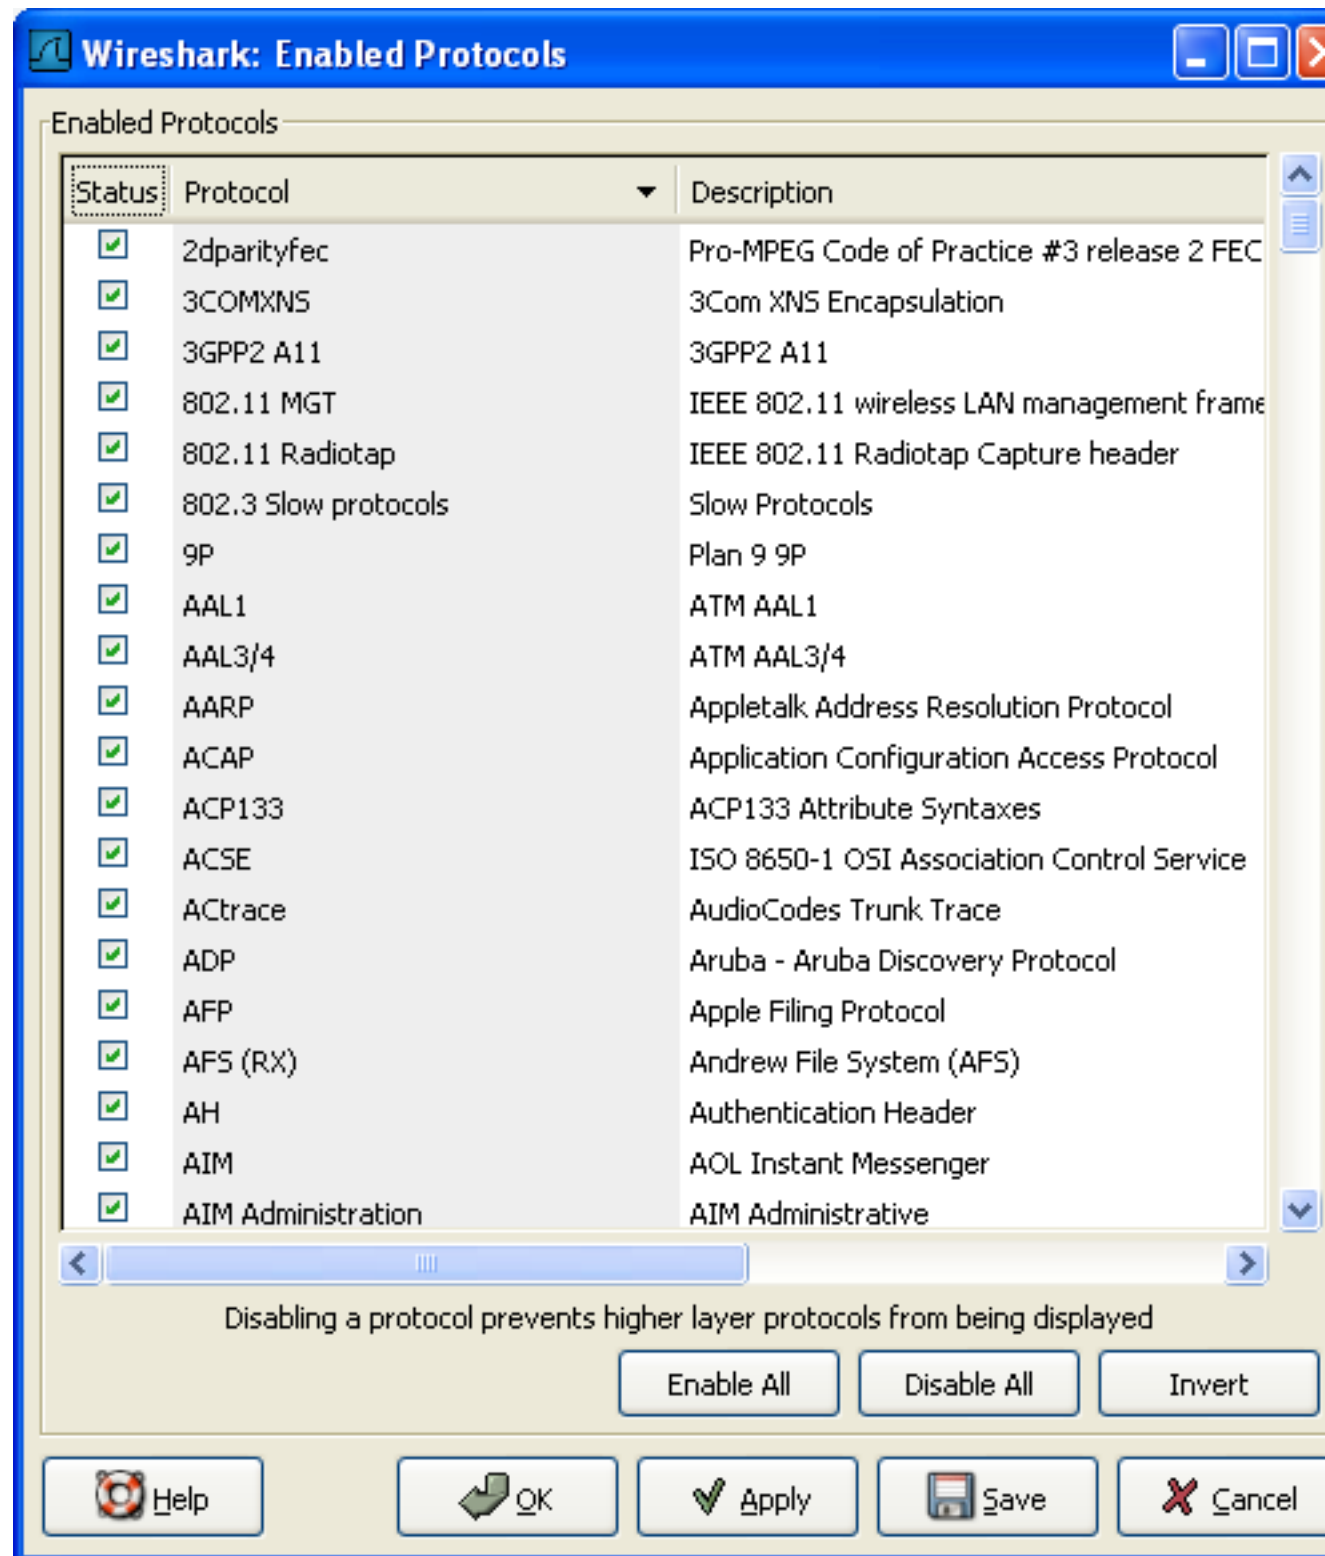 Wireshark: Enabled Protocols
Enabled Protocols
Status Protocol Description
2dparityfec Pro-MPEG Code of Practice #3 release 2 FEC
3COMXNS 3Com XNS Encapsulation
3GPP2 A11 3GPP2 A11
802.11 MGT IEEE 802.11 wireless LAN management frame
802.11 Radiotap IEEE 802.11 Radiotap Capture header
802.3 Slow protocols Slow Protocols
9P Plan 9 9P
AAL1 ATM AAL1
AAL3/4 ATM AAL3/4
AARP Appletalk Address Resolution Protocol
ACAP Application Configuration Access Protocol
ACP133 ACP133 Attribute Syntaxes
ACSE ISO 8650-1 OSI Association Control Service
ACtrace AudioCodes Trunk Trace
ADP Aruba - Aruba Discovery Protocol
AFP Apple Filing Protocol
AFS (RX) Andrew File System (AFS)
AH Authentication Header
AIM AOL Instant Messenger
AIM Administration AIM Administrative
Disabling a protocol prevents higher layer protocols from being displayed
Enable All Disable All Invert
Help OK Apply Save Cancel